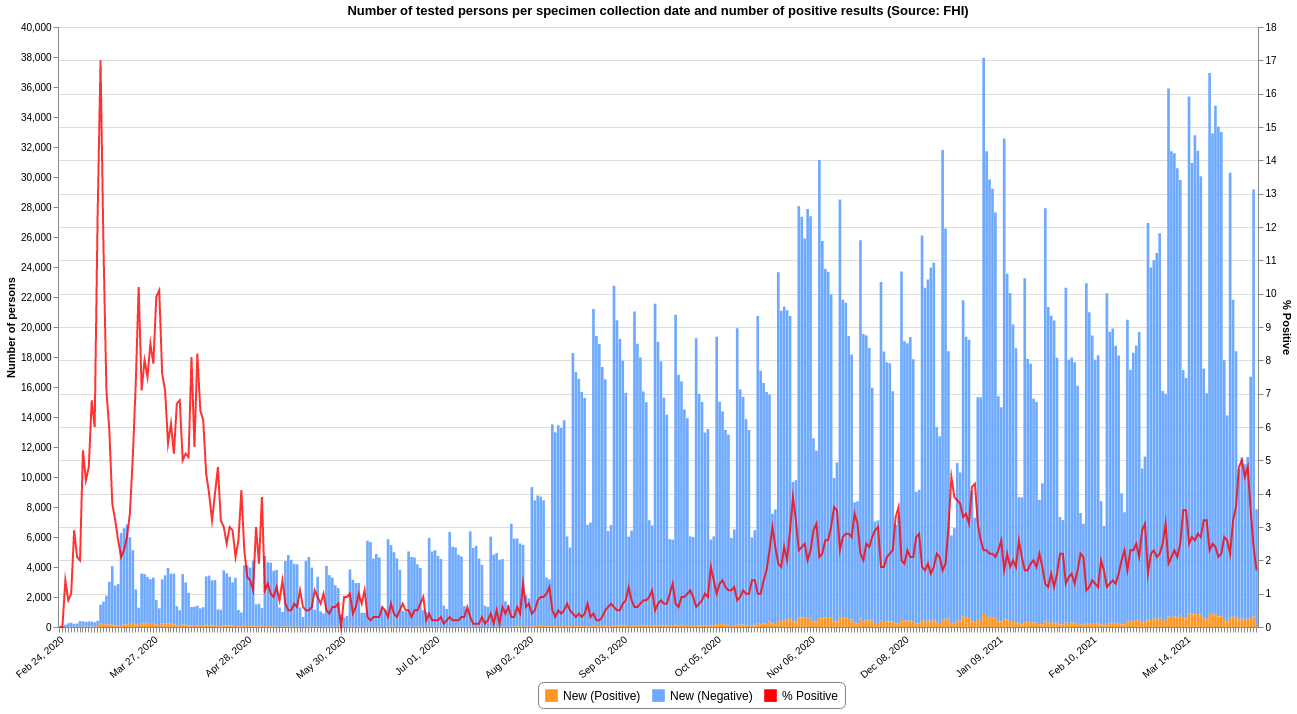 Number of tested persons per specimen collection date and number of positive results (Source: FHI)
40,000
38,000
36,000
34,000
32,000
30,000
28,000
26,000
24,000
22,000
20,000
18,000
16,000
14,000
12,000
10,000
8,000
6,000
4,000
2,000
0
Number of persons
18
17
16
15
14
13
12
11
10
9
8
7
6
5
4
3
2
1
0
% Positive
Feb 24, 2020
Mar 27, 2020
Apr 28, 2020
May 30, 2020
Jul 01, 2020
Aug 02, 2020
Sep 03, 2020
Oct 05, 2020
Nov 06, 2020
Dec 08, 2020
Jan 09, 2021
Feb 10, 2021
Mar 14, 2021
New (Positive) New (Negative) % Positive